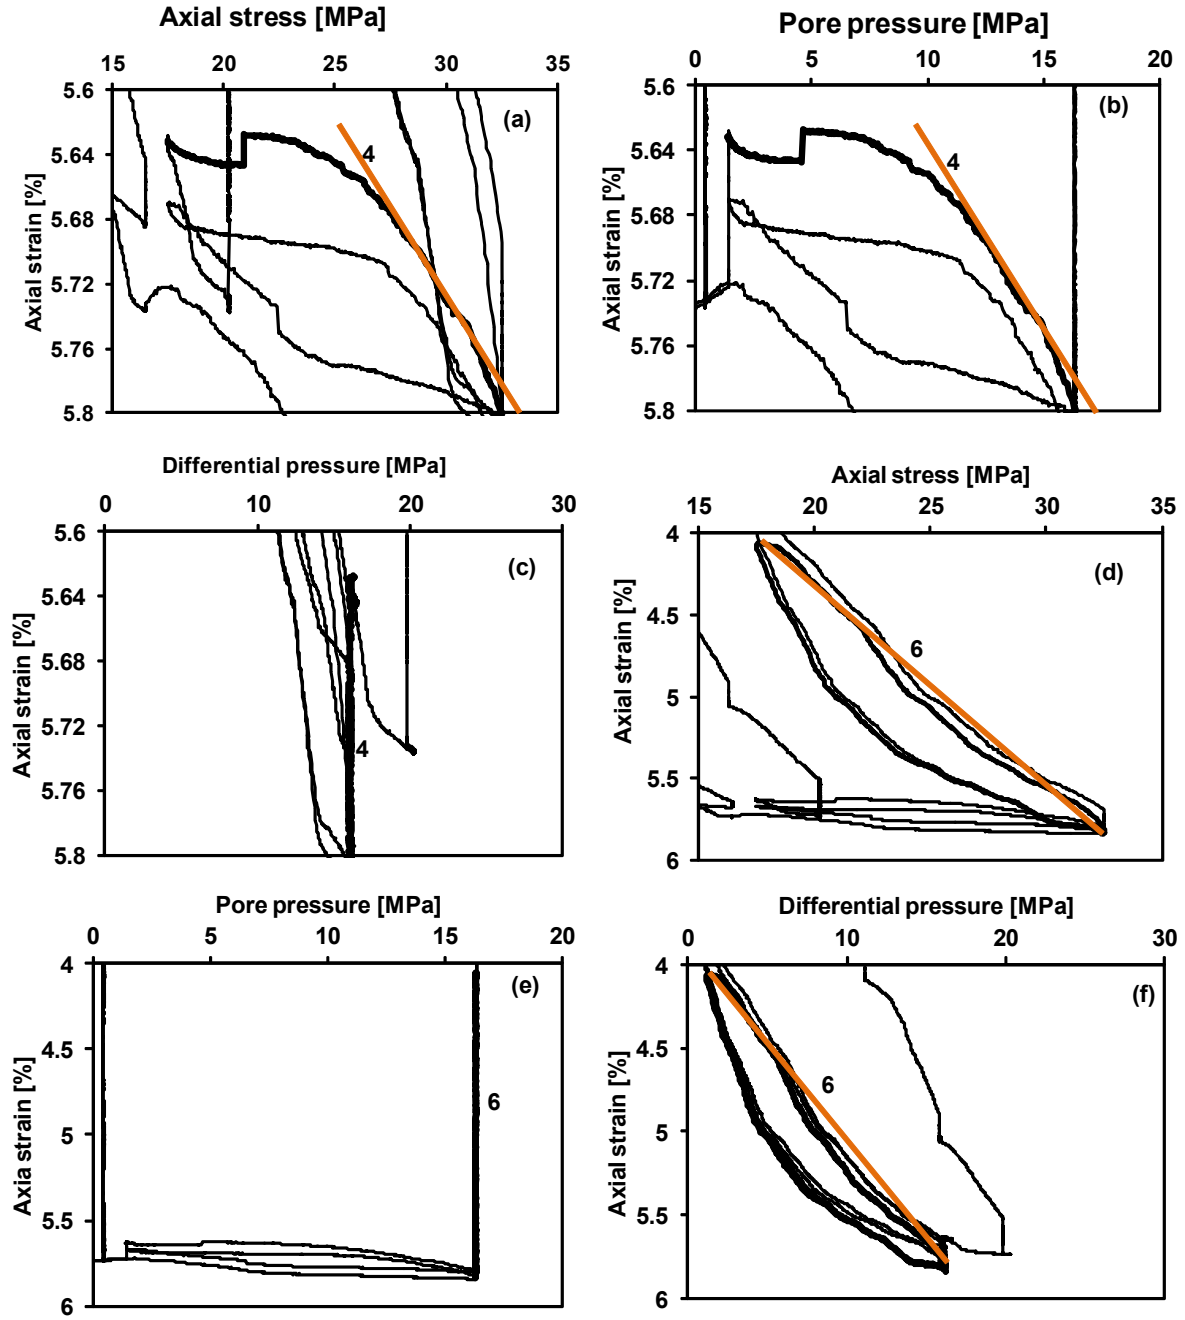 Axial stress [MPa]
15 20 25 30 35
5.6
5.64
5.68
5.72
5.76
5.8
Axial strain [%]
(a)
4
Pore pressure [MPa]
0 5 10 15 20
5.6
5.64
5.68
5.72
5.76
5.8
Axial strain [%]
(b)
4
Differential pressure [MPa]
0 10 20 30
5.6
5.64
5.68
5.72
5.76
5.8
Axial strain [%]
(c)
4
Axial stress [MPa]
15 20 25 30 35
4
4.5
5
5.5
6
Axial strain [%]
(d)
6
Pore pressure [MPa]
0 5 10 15 20
4
4.5
5
5.5
6
Axia strain [%]
(e)
6
Differential pressure [MPa]
0 10 20 30
4
4.5
5
5.5
6
Axial strain [%]
(f)
6